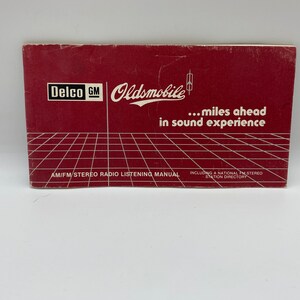 Delco GM
Oldsmobile
...miles ahead
in sound experience
AM/FM/STEREO RADIO LISTENING MANUAL
INCLUDING A NATIONAL FM STEREO
STATION DIRECTORY